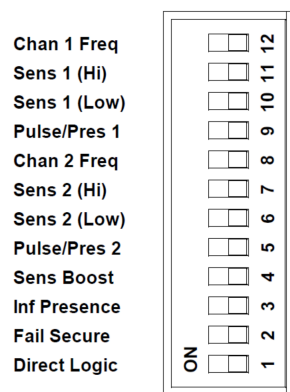 Chan 1 Freq 12
Sens 1 (Hi) 11
Sens 1 (Low) 10
Pulse/Pres 1 9
Chan 2 Freq 8
Sens 2 (Hi) 7
Sens 2 (Low) 6
Pulse/Pres 2 5
Sens Boost 4
Inf Presence 3
Fail Secure 2
Direct Logic ON 1